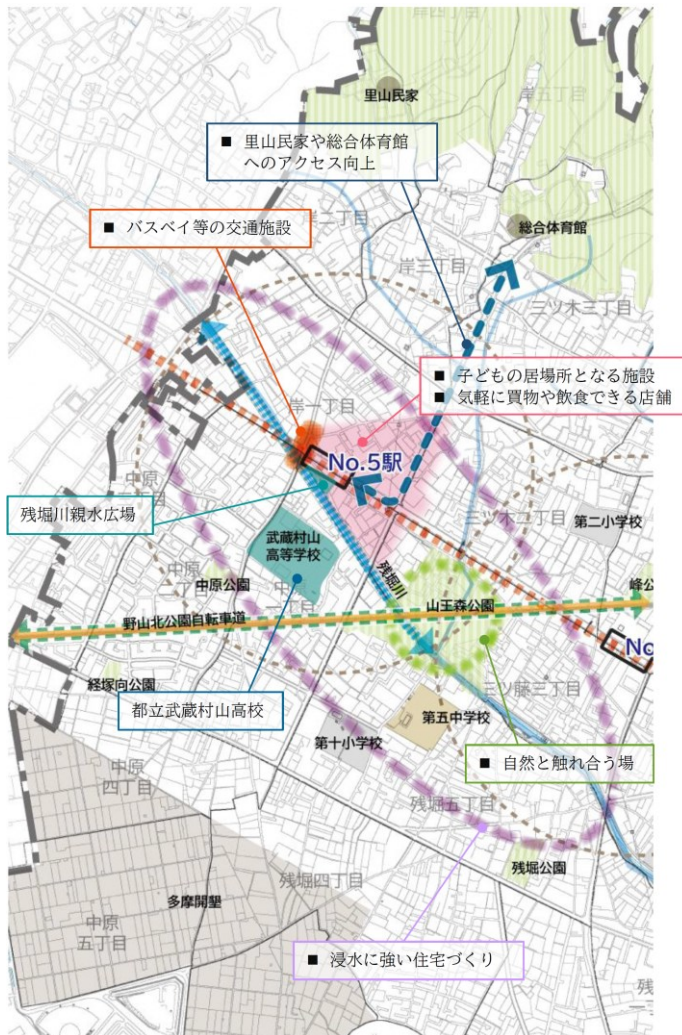 岸四丁目
里山民家
岸五丁目
■ 里山民家や総合体育館
へのアクセス向上
岸二丁目
■ バスベイ等の交通施設
総合体育館
岸三丁目
三ツ木三丁目
■ 子どもの居場所となる施設
■ 気軽に買物や飲食できる店舗
岸一丁目
No.5駅
残堀川親水広場
三ツ木二丁目
第二小学校
武蔵村山
高等学校
残堀川
中原公園
山王森公園
野山北公園自転車道
経塚向公園
都立武蔵村山高校
三ツ藤三丁目
第五中学校
第十小学校
■ 自然と触れ合う場
中原
四丁目
残堀五丁目
残堀公園
残堀四丁目
多摩開墾
中原
五丁目
■ 浸水に強い住宅づくり